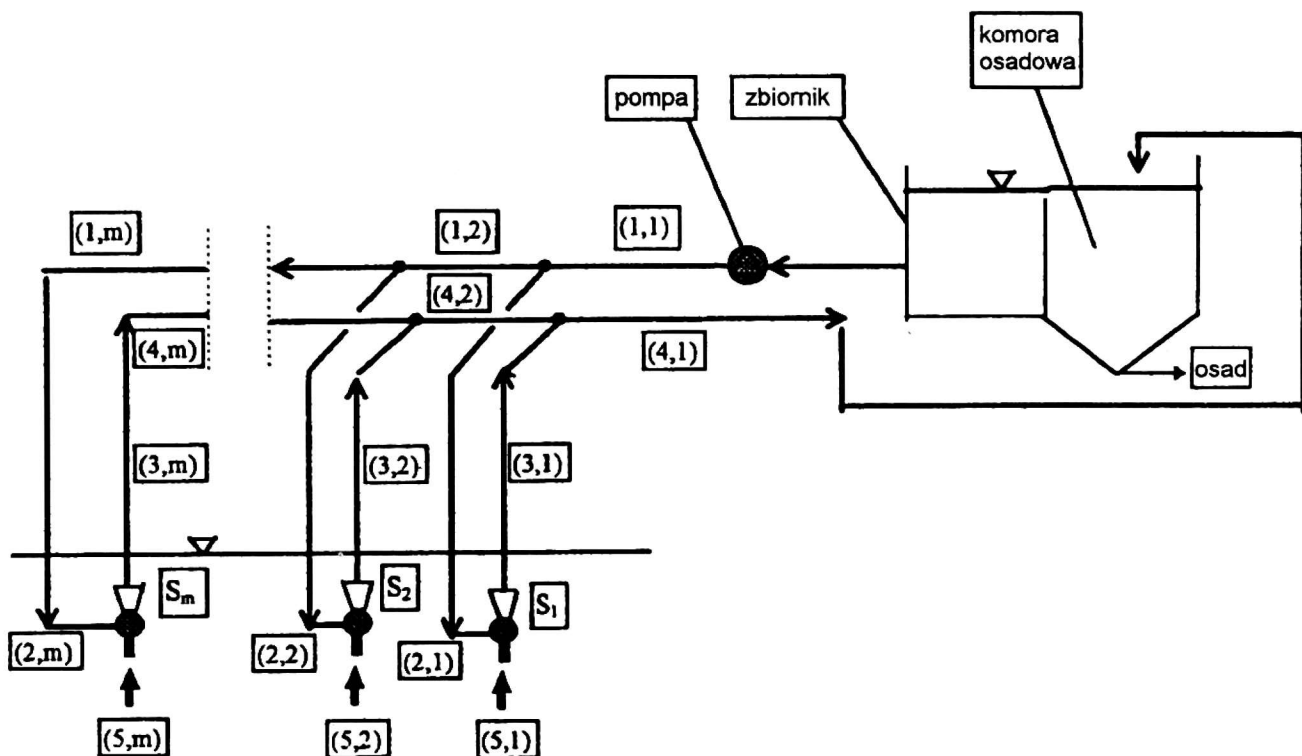 komora
osadowa
pompa
zbiornik
(1,m)
(1,2)
(1,1)
(4,2)
(4,m)
(4,1)
osad
(3,m)
(3,2)
(3,1)
Sm
S2
S1
(2,m)
(2,2)
(2,1)
(5,m)
(5,2)
(5,1)